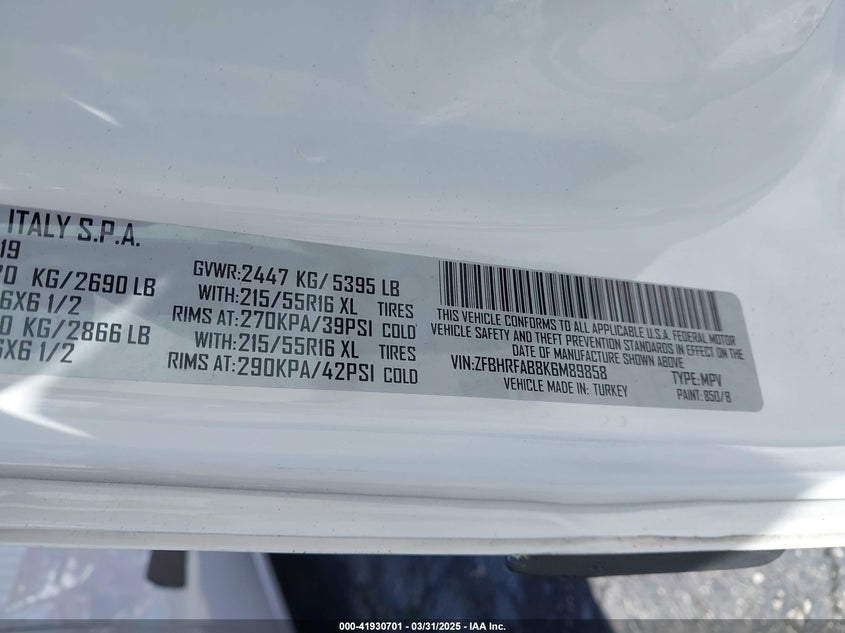 ITALY S.P.A.
19
70 KG/2690 LB
6X6 1/2
0 KG/2866 LB
6X6 1/2
GVWR:2447 KG/5395 LB
WITH:215/55R16 XL TIRES
RIMS AT:270KPA/39PSI COLD
WITH:215/55R16 XL TIRES
RIMS AT:290KPA/42PSI COLD
THIS VEHICLE CONFORMS TO ALL APPLICABLE U.S.A. FEDERAL MOTOR
VEHICLE SAFETY AND THEFT PREVENTION STANDARDS IN EFFECT ON THE
DATE OF MANUFACTURE SHOWN ABOVE
VIN:ZFBHRFAB8K6M89858 TYPE:MPV
VEHICLE MADE IN: TURKEY PAINT:850/B
000-41930701 - 03/31/2025 - IAA Inc.